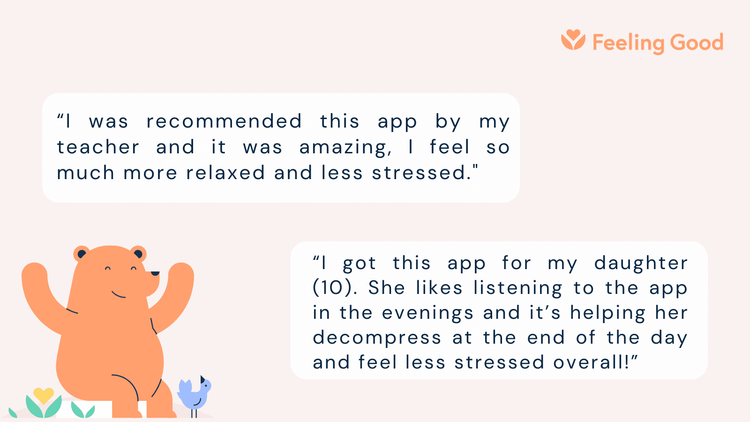 Feeling Good
“I was recommended this app by my
teacher and it was amazing, I feel so
much more relaxed and less stressed."
“I got this app for my daughter
(10). She likes listening to the app
in the evenings and it’s helping her
decompress at the end of the day
and feel less stressed overall!”